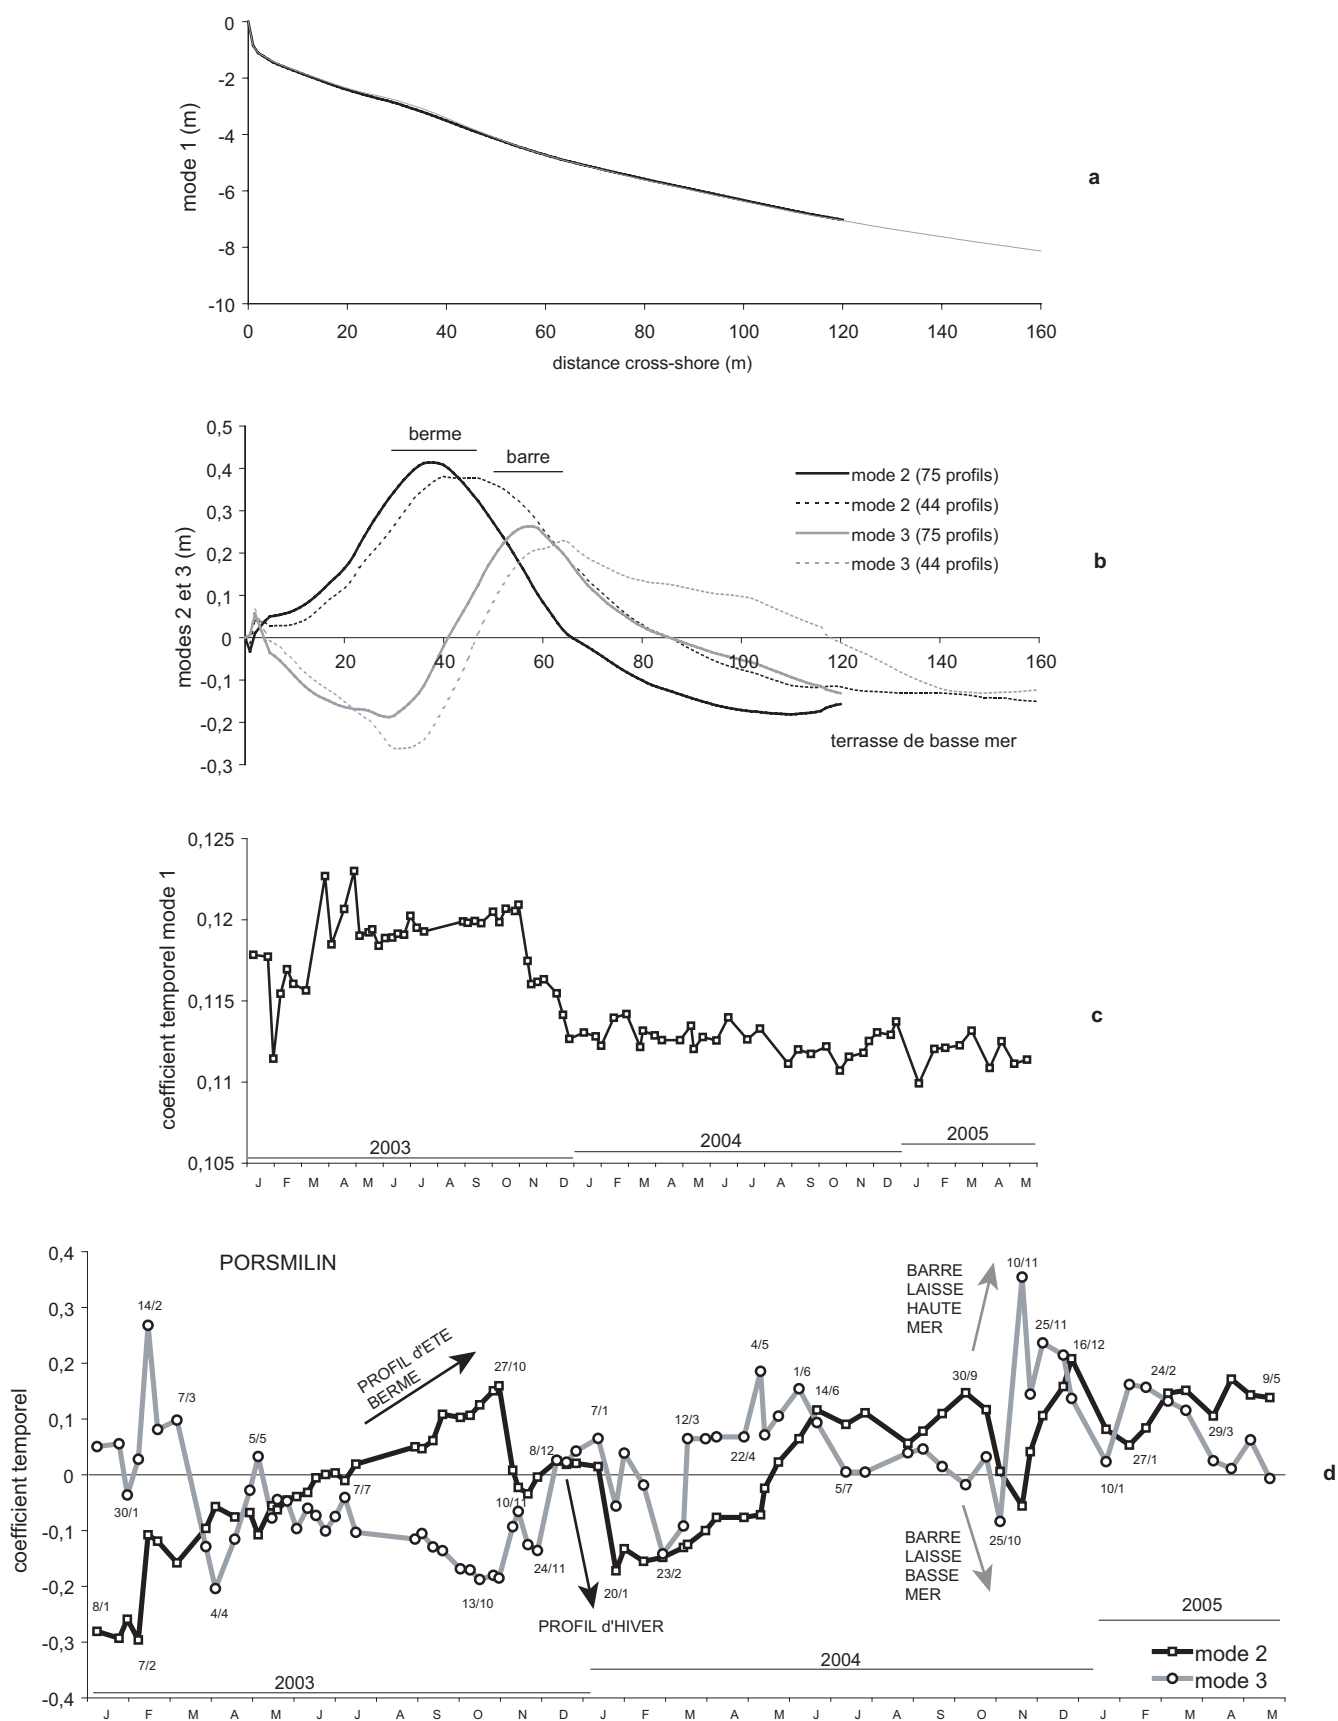 0
-2
-4
-6
-8
-10
mode 1 (m)
a
0 20 40 60 80 100 120 140 160
distance cross-shore (m)
0,5
0,4
0,3
0,2
0,1
0
-0,1
-0,2
-0,3
modes 2 et 3 (m)
berme
barre
mode 2 (75 profils)
mode 2 (44 profils)
mode 3 (75 profils)
mode 3 (44 profils)
b
20 40 60 80 100 120 140 160
terrasse de basse mer
0,125
0,12
0,115
0,11
0,105
coefficient temporel mode 1
c
2003
2004
2005
J F M A M J J A S O N D J F M A M J J A S O N D J F M A M
PORSMILIN
0,4
0,3
0,2
0,1
0
-0,1
-0,2
-0,3
-0,4
coefficient temporel
d
8/1
30/1
7/2
14/2
7/3
4/4
5/5
7/7
PROFIL d'ETE
BERME
13/10
27/10
10/11
24/11
8/12
PROFIL d'HIVER
7/1
20/1
23/2
12/3
22/4
4/5
1/6
14/6
5/7
30/9
BARRE
LAISSE
HAUTE
MER
BARRE
LAISSE
BASSE
MER
25/10
10/11
25/11
16/12
10/1
27/1
24/2
29/3
9/5
2003
2004
2005
mode 2
mode 3
J F M A M J J A S O N D J F M A M J J A S O N D J F M A M